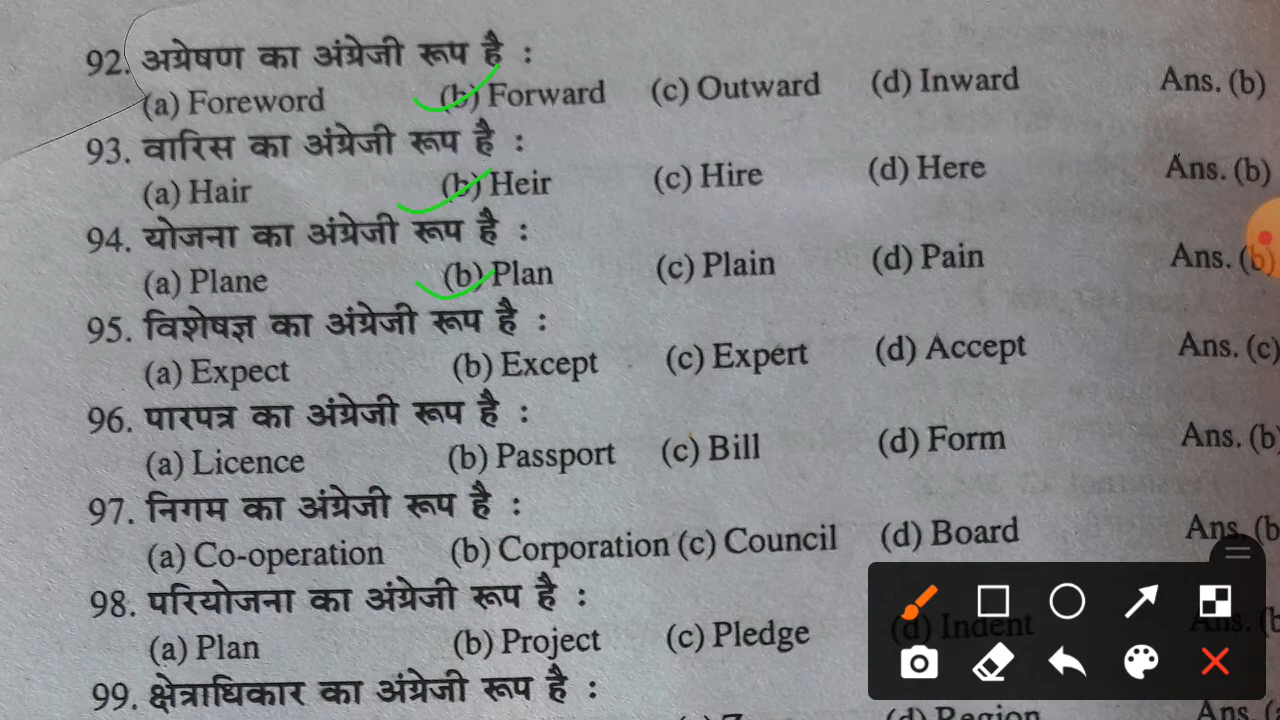 92. अग्रेषण का अंग्रेजी रूप है :
(a) Foreword (b) Forward (c) Outward (d) Inward Ans. (b)
93. वारिस का अंग्रेजी रूप है :
(a) Hair (b) Heir (c) Hire (d) Here Ans. (b)
94. योजना का अंग्रेजी रूप है :
(a) Plane (b) Plan (c) Plain (d) Pain Ans. (b)
95. विशेषज्ञ का अंग्रेजी रूप है :
(a) Expect (b) Except (c) Expert (d) Accept Ans. (c)
96. पारपत्र का अंग्रेजी रूप है :
(a) Licence (b) Passport (c) Bill (d) Form Ans. (b)
97. निगम का अंग्रेजी रूप है :
(a) Co-operation (b) Corporation (c) Council (d) Board Ans. (b
98. परियोजना का अंग्रेजी रूप है :
(a) Plan (b) Project (c) Pledge (d) Indent Ans. (b
99. क्षेत्राधिकार का अंग्रेजी रूप है :
(d) Region Ans.